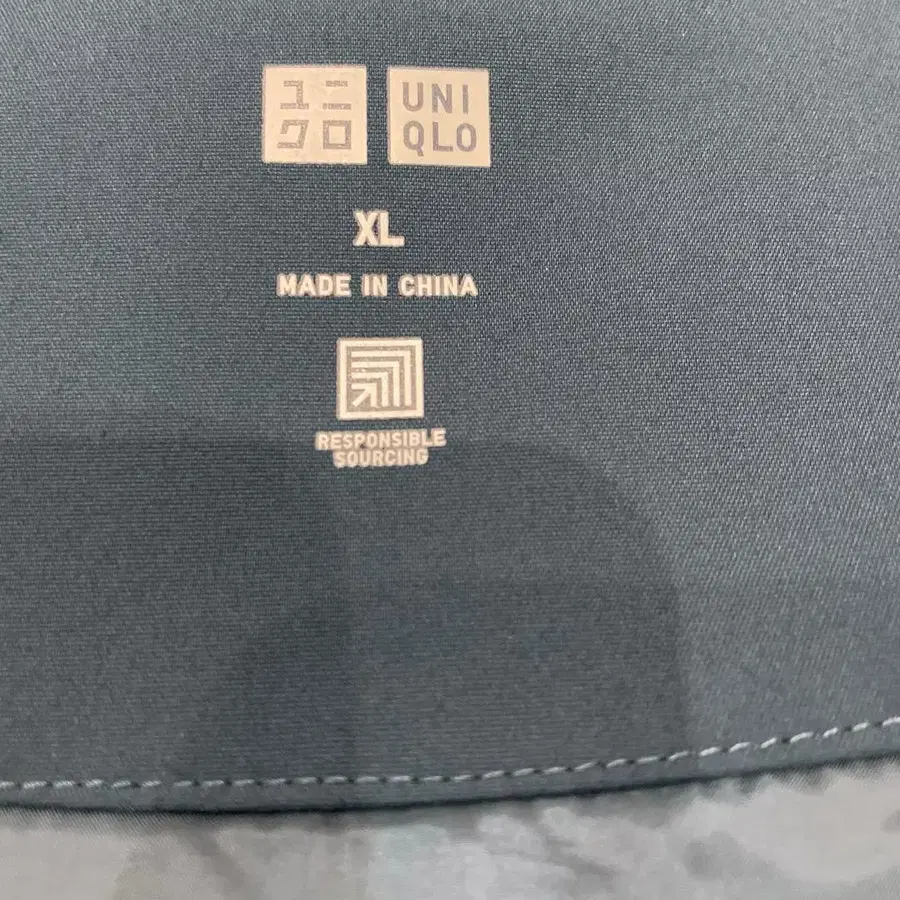 ユニ
クロ
UNI
QLO
XL
MADE IN CHINA
RESPONSIBLE
SOURCING